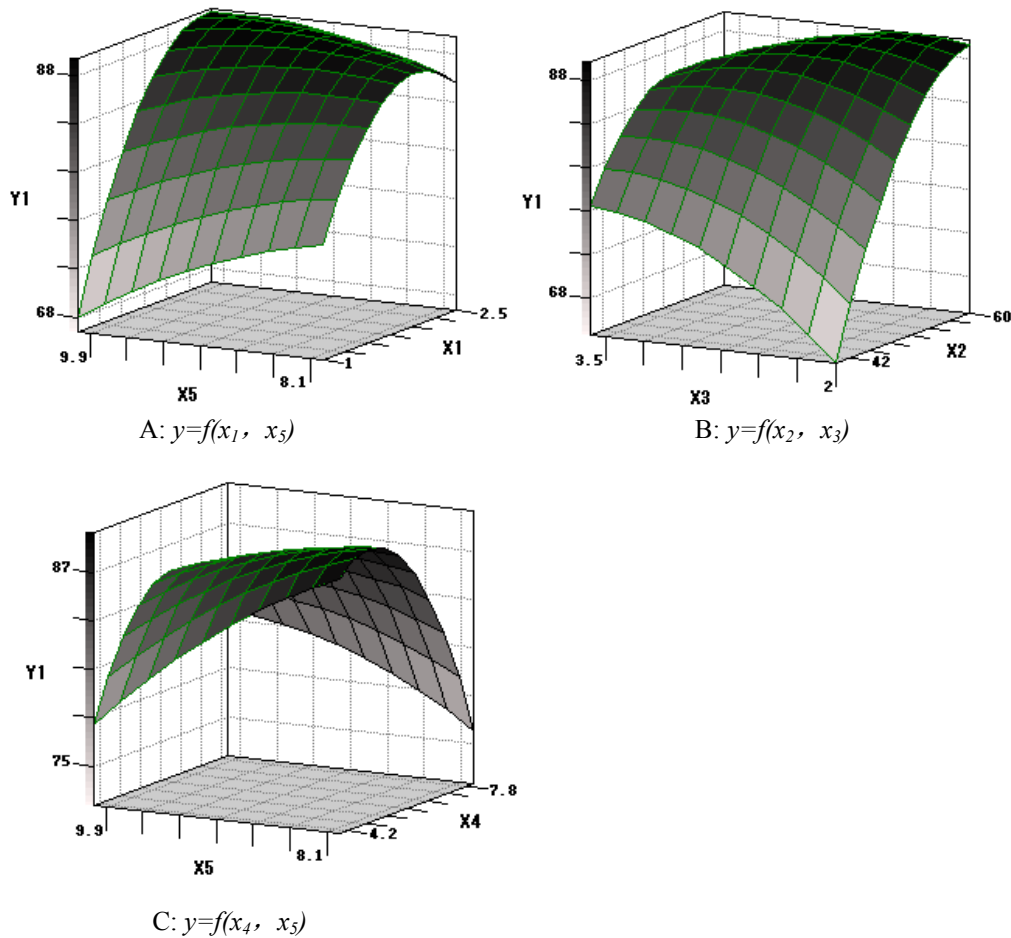 88
Y1
68
9.9
X5
8.1
1
X1
2.5
A: y=f(x₁, x₅)
88
Y1
68
3.5
X3
2
42
X2
60
B: y=f(x₂, x₃)
87
Y1
75
9.9
X5
8.1
4.2
X4
7.8
C: y=f(x₄, x₅)